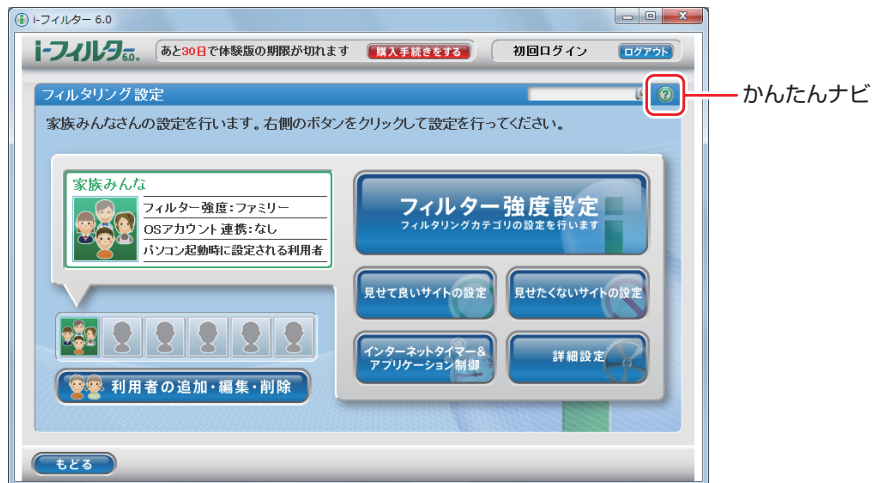 i-フィルター 6.0
i-フィルター6.0. あと30日で体験版の期限が切れます 購入手続きをする 初回ログイン ログアウト
フィルタリング設定
かんたんナビ
家族みんなさんの設定を行います。右側のボタンをクリックして設定を行ってください。
家族みんな
フィルター強度:ファミリー
OSアカウント連携:なし
パソコン起動時に設定される利用者
フィルター強度設定
フィルタリングカテゴリの設定を行います
見せて良いサイトの設定
見せたくないサイトの設定
インターネットタイマー&
アプリケーション制御
詳細設定
利用者の追加・編集・削除
もどる